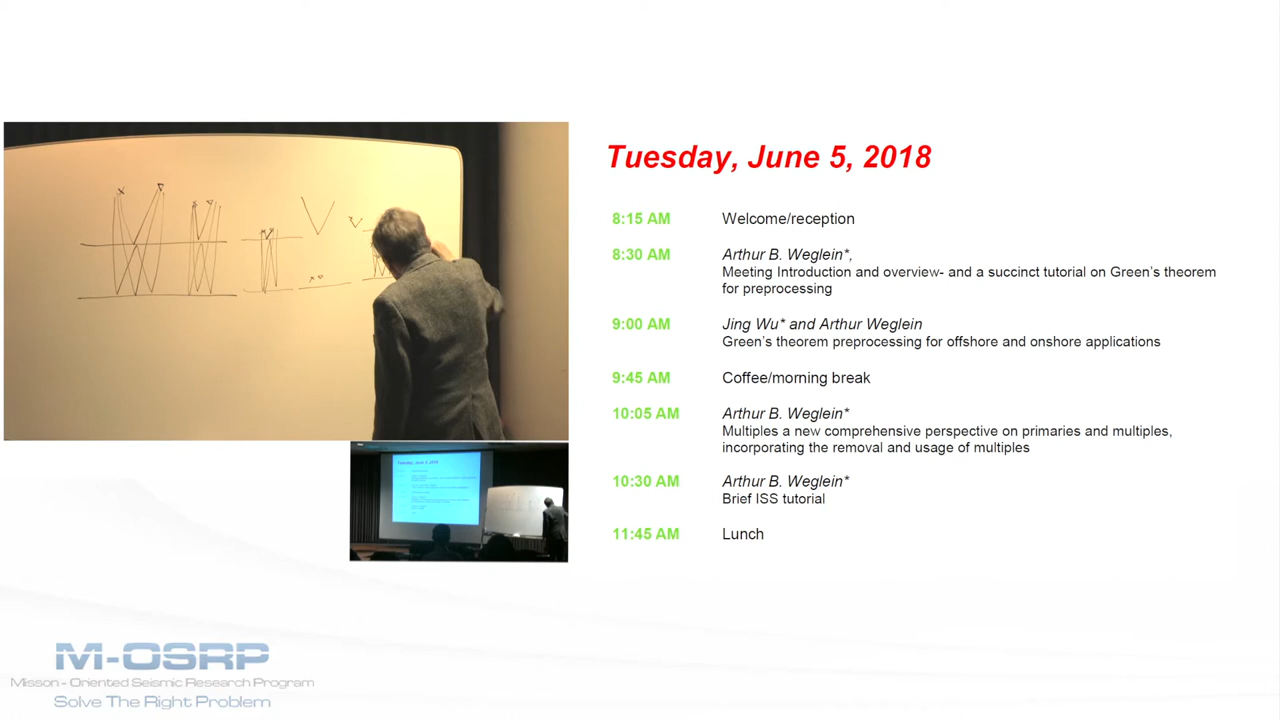 Tuesday, June 5, 2018
8:15 AM Welcome/reception
8:30 AM Arthur B. Weglein*,
Meeting Introduction and overview- and a succinct tutorial on Green's theorem
for preprocessing
9:00 AM Jing Wu* and Arthur Weglein
Green's theorem preprocessing for offshore and onshore applications
9:45 AM Coffee/morning break
10:05 AM Arthur B. Weglein*
Multiples a new comprehensive perspective on primaries and multiples,
incorporating the removal and usage of multiples
10:30 AM Arthur B. Weglein*
Brief ISS tutorial
11:45 AM Lunch
Tuesday, June 5, 2018
M-OSRP
Misson - Oriented Seismic Research Program
Solve The Right Problem